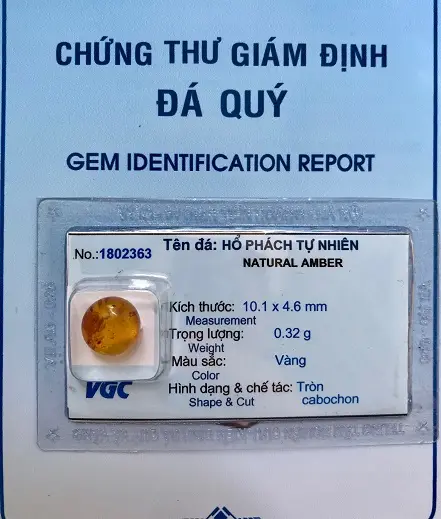 CHỨNG THƯ GIÁM ĐỊNH
ĐÁ QUÝ
GEM IDENTIFICATION REPORT
No.:1802363
Tên đá: HỔ PHÁCH TỰ NHIÊN
NATURAL AMBER
Kích thước: 10.1 x 4.6 mm
Measurement
Trọng lượng: 0.32 g
Weight
Màu sắc: Vàng
Color
Hình dạng & chế tác: Tròn
Shape & Cut cabochon
VGC